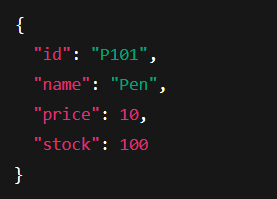 {
  "id": "P101",
  "name": "Pen",
  "price": 10,
  "stock": 100
}